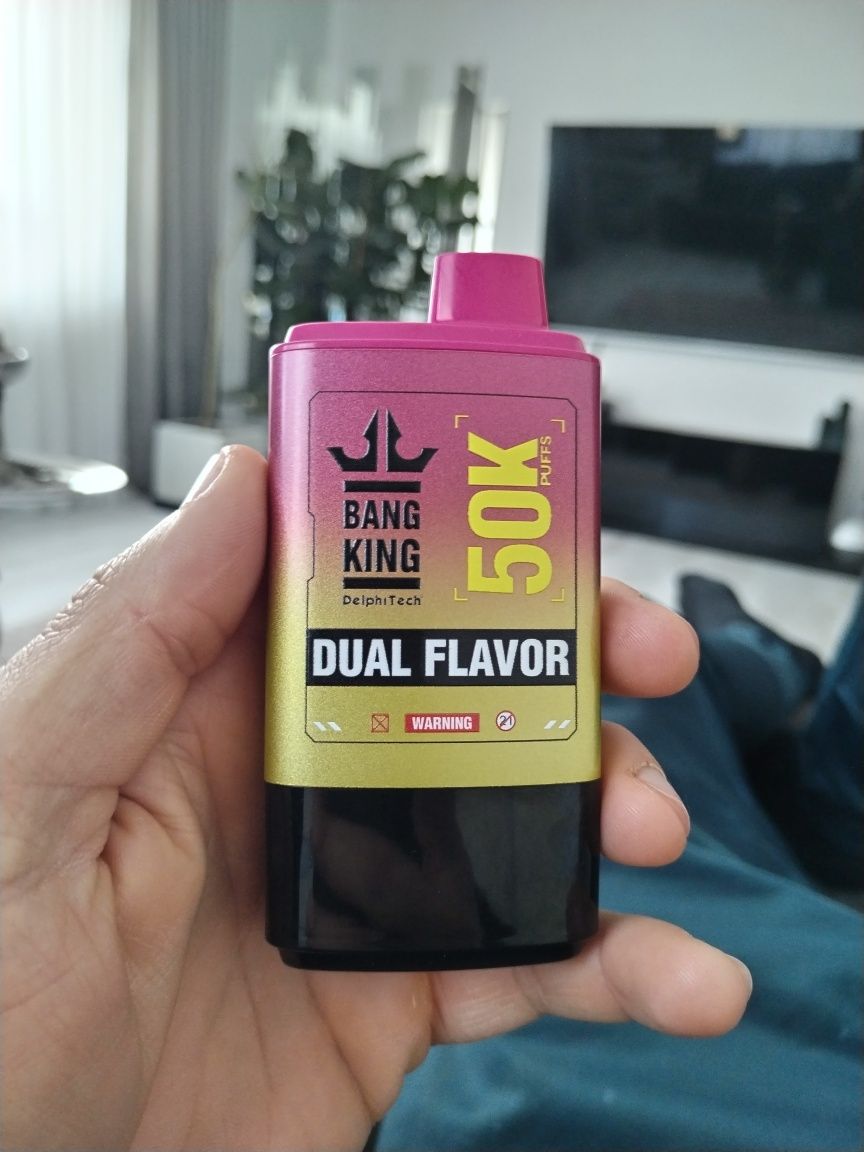 BANG
KING
DelphiTech
50K
PUFFS
DUAL FLAVOR
WARNING
21